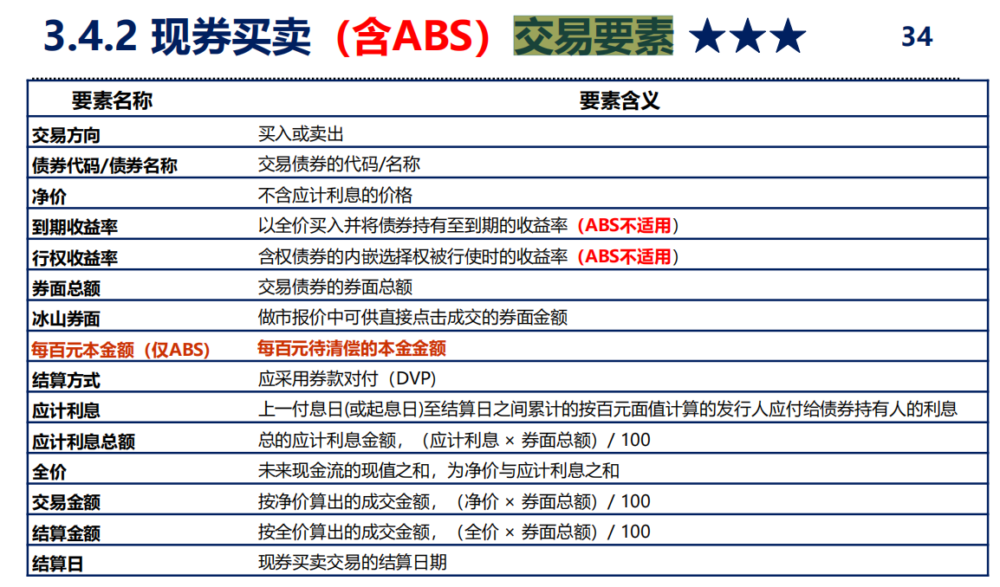 3.4.2 现券买卖（含ABS）交易要素 ★★★ 34
要素名称 要素含义
交易方向 买入或卖出
债券代码/债券名称 交易债券的代码/名称
净价 不含应计利息的价格
到期收益率 以全价买入并将债券持有至到期的收益率（ABS不适用）
行权收益率 含权债券的内嵌选择权被行使时的收益率（ABS不适用）
券面总额 交易债券的券面总额
冰山券面 做市报价中可供直接点击成交的券面金额
每百元本金额（仅ABS） 每百元待清偿的本金金额
结算方式 应采用券款对付（DVP）
应计利息 上一付息日(或起息日)至结算日之间累计的按百元面值计算的发行人应付给债券持有人的利息
应计利息总额 总的应计利息金额，（应计利息 × 券面总额）/ 100
全价 未来现金流的现值之和，为净价与应计利息之和
交易金额 按净价算出的成交金额，（净价 × 券面总额）/ 100
结算金额 按全价算出的成交金额，（全价 × 券面总额）/ 100
结算日 现券买卖交易的结算日期